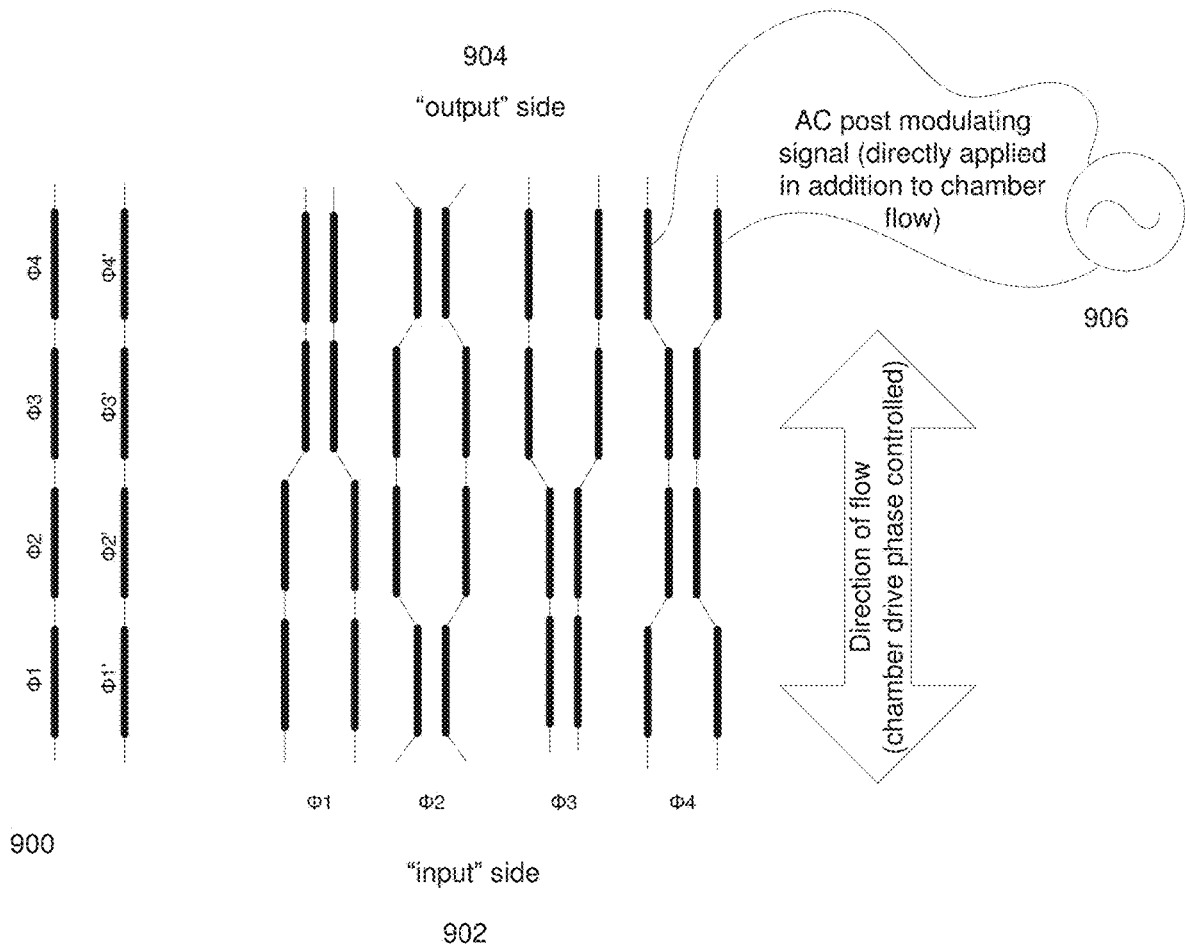 904
“output” side
AC post modulating
signal (directly applied
in addition to chamber
flow)
906
Φ4
Φ4'
Φ3
Φ3'
Φ2
Φ2'
Φ1
Φ1'
Direction of flow
(chamber drive phase controlled)
Φ1
Φ2
Φ3
Φ4
900
“input” side
902